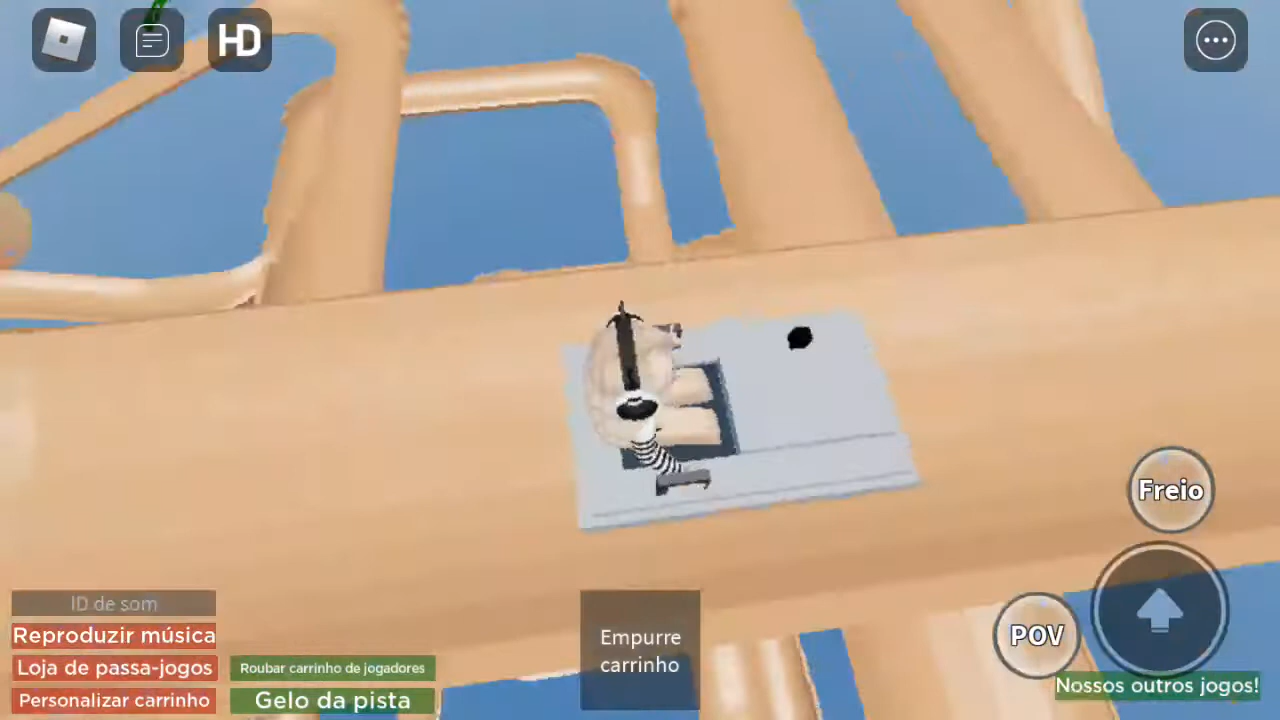 HD
Freio
ID de som
Reproduzir música
Empurre
carrinho
POV
Loja de passa-jogos
Roubar carrinho de jogadores
Nossos outros jogos!
Personalizar carrinho
Gelo da pista